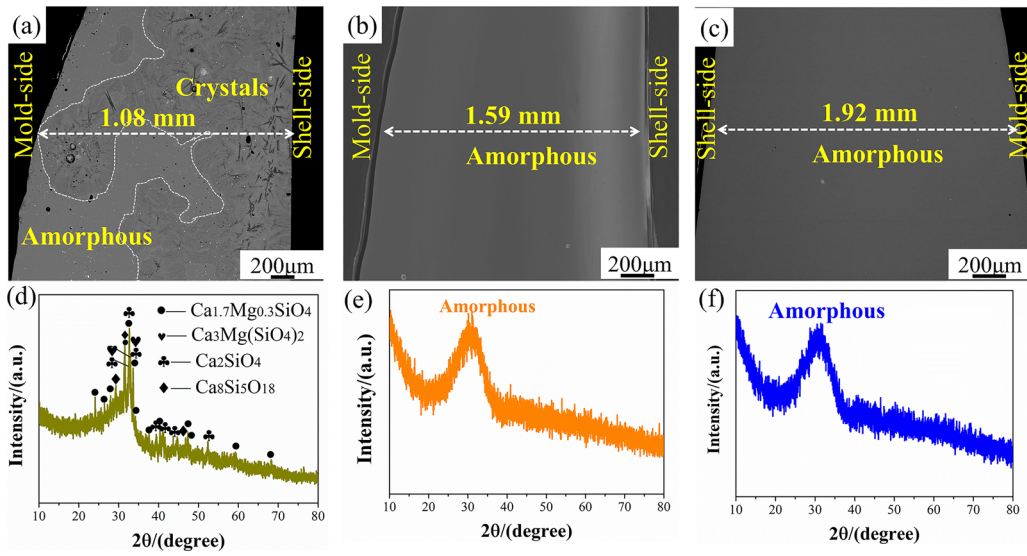 (a)
Mold-side
Crystals
1.08 mm
Amorphous
Shell-side
200μm
(b)
Mold-side
1.59 mm
Amorphous
Shell-side
200μm
(c)
Shell-side
1.92 mm
Amorphous
Mold-side
200μm
(d)
Ca1.7Mg0.3SiO4
Ca3Mg(SiO4)2
Ca2SiO4
Ca8Si5O18
Intensity/(a.u.)
10 20 30 40 50 60 70 80
2θ/(degree)
(e)
Amorphous
Intensity/(a.u.)
10 20 30 40 50 60 70 80
2θ/(degree)
(f)
Amorphous
Intensity/(a.u.)
10 20 30 40 50 60 70 80
2θ/(degree)